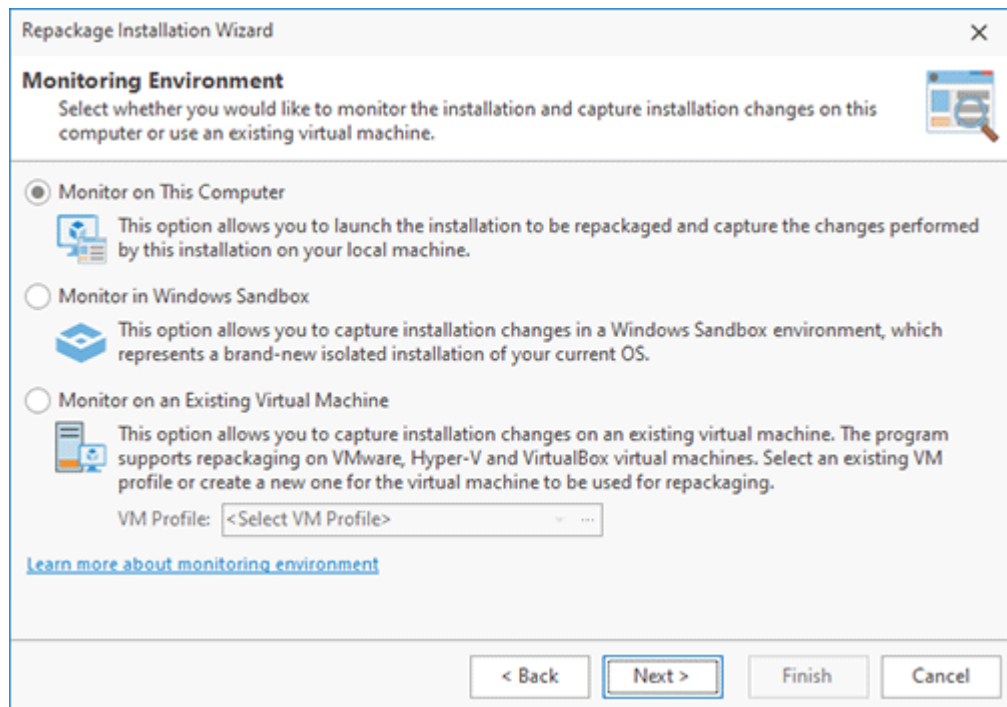 Repackage Installation Wizard
Monitoring Environment
Select whether you would like to monitor the installation and capture installation changes on this
computer or use an existing virtual machine.
Monitor on This Computer
This option allows you to launch the installation to be repackaged and capture the changes performed
by this installation on your local machine.
Monitor in Windows Sandbox
This option allows you to capture installation changes in a Windows Sandbox environment, which
represents a brand-new isolated installation of your current OS.
Monitor on an Existing Virtual Machine
This option allows you to capture installation changes on an existing virtual machine. The program
supports repackaging on VMware, Hyper-V and VirtualBox virtual machines. Select an existing VM
profile or create a new one for the virtual machine to be used for repackaging.
VM Profile: <Select VM Profile> ...
Learn more about monitoring environment
< Back Next > Finish Cancel